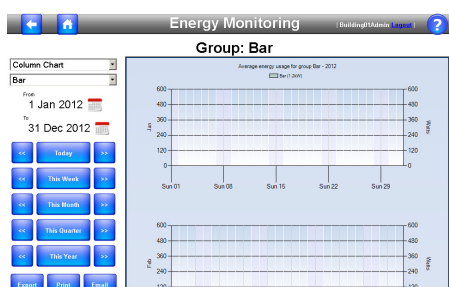 Energy Monitoring
| Building01Admin Logout |
?
Group: Bar
Column Chart
Bar
From
1 Jan 2012
To
31 Dec 2012
<< Today >>
<< This Week >>
<< This Month >>
<< This Quarter >>
<< This Year >>
Export Print Email
Average energy usage for group Bar - 2012
Bar (1.2kW)
600 600
480 480
360 360
Jan Watts
240 240
120 120
0 0
Sun 01 Sun 08 Sun 15 Sun 22 Sun 29
600 600
480 480
360 360
Feb Watts
240 240
120 120